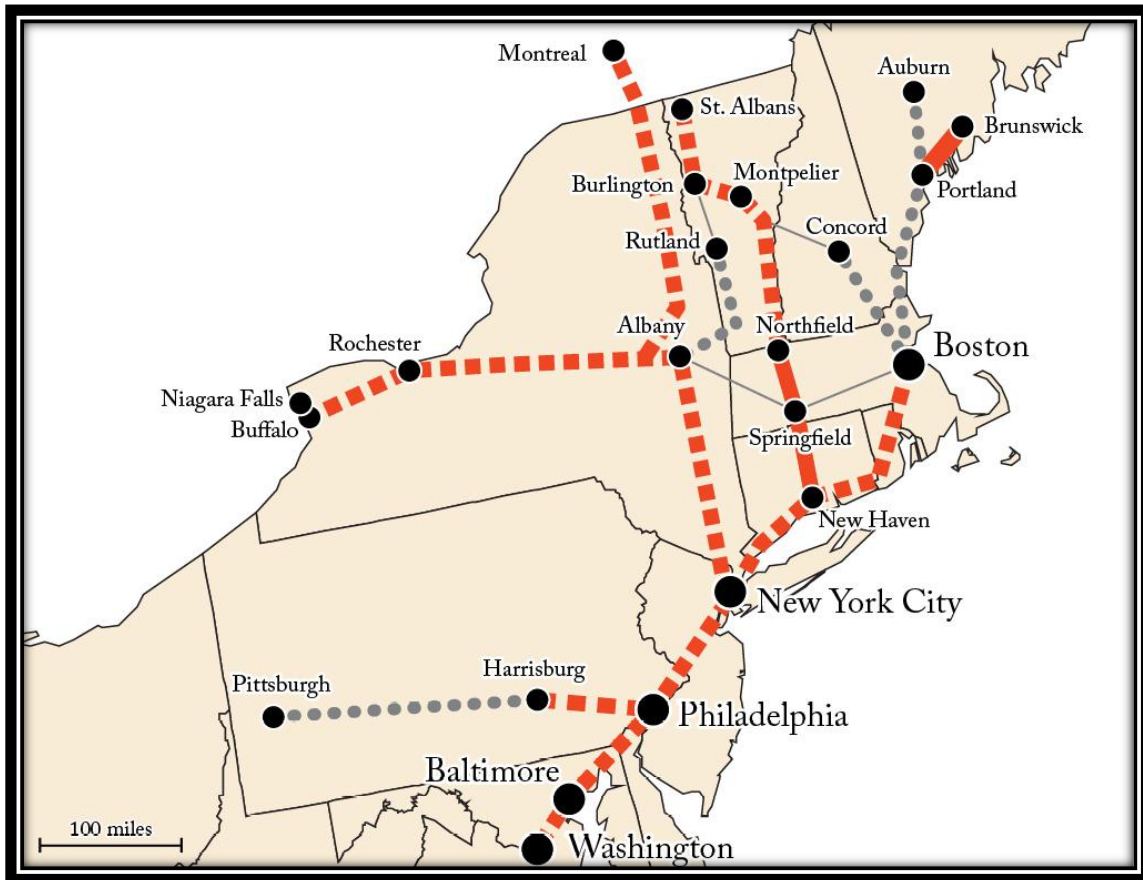 Montreal
Auburn
St. Albans
Brunswick
Burlington
Montpelier
Portland
Concord
Rutland
Albany
Northfield
Rochester
Boston
Niagara Falls
Buffalo
Springfield
New Haven
New York City
Harrisburg
Pittsburgh
Philadelphia
Baltimore
100 miles
Washington